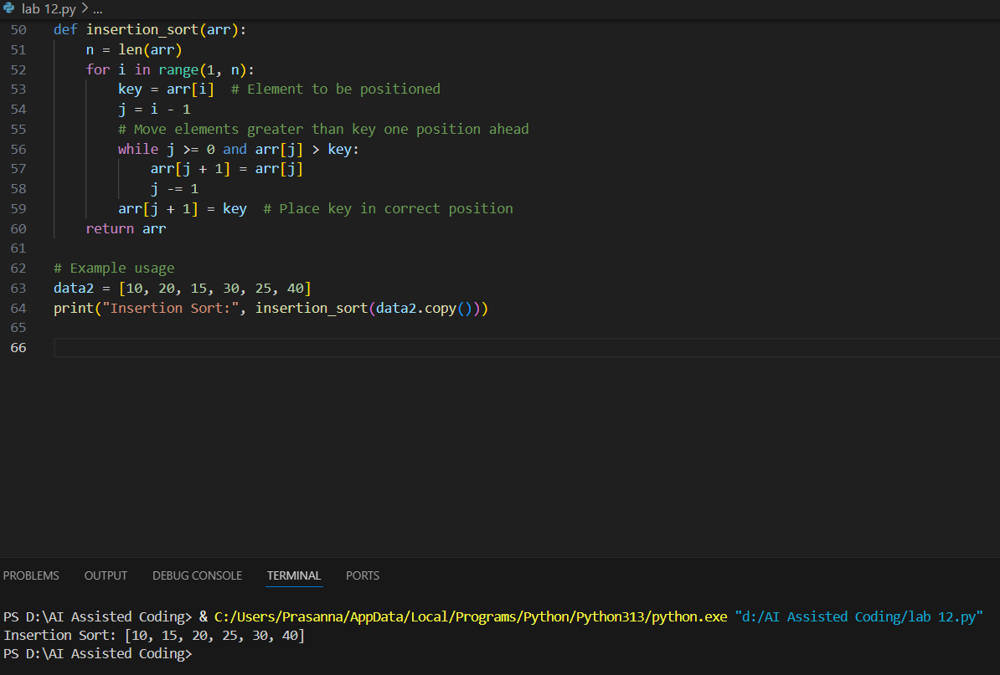 lab 12.py > ...
50 def insertion_sort(arr):
51     n = len(arr)
52     for i in range(1, n):
53         key = arr[i]  # Element to be positioned
54         j = i - 1
55         # Move elements greater than key one position ahead
56         while j >= 0 and arr[j] > key:
57             arr[j + 1] = arr[j]
58             j -= 1
59         arr[j + 1] = key  # Place key in correct position
60     return arr
61
62 # Example usage
63 data2 = [10, 20, 15, 30, 25, 40]
64 print("Insertion Sort:", insertion_sort(data2.copy()))
65
66
PROBLEMS OUTPUT DEBUG CONSOLE TERMINAL PORTS
PS D:\AI Assisted Coding> & C:/Users/Prasanna/AppData/Local/Programs/Python/Python313/python.exe "d:/AI Assisted Coding/lab 12.py"
Insertion Sort: [10, 15, 20, 25, 30, 40]
PS D:\AI Assisted Coding>